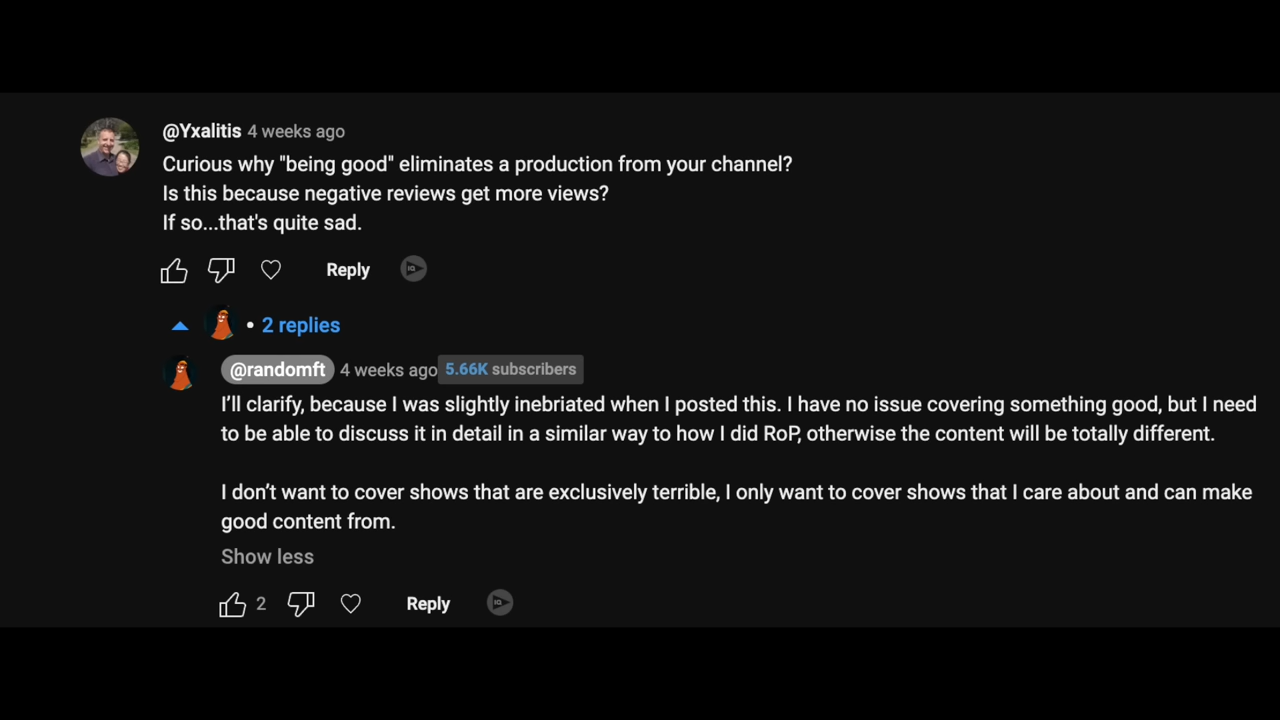 @Yxalitis 4 weeks ago
Curious why "being good" eliminates a production from your channel?
Is this because negative reviews get more views?
If so...that's quite sad.
Reply
IQ
• 2 replies
@randomft 4 weeks ago 5.66K subscribers
I'll clarify, because I was slightly inebriated when I posted this. I have no issue covering something good, but I need
to be able to discuss it in detail in a similar way to how I did RoP, otherwise the content will be totally different.
I don't want to cover shows that are exclusively terrible, I only want to cover shows that I care about and can make
good content from.
Show less
2 Reply
IQ